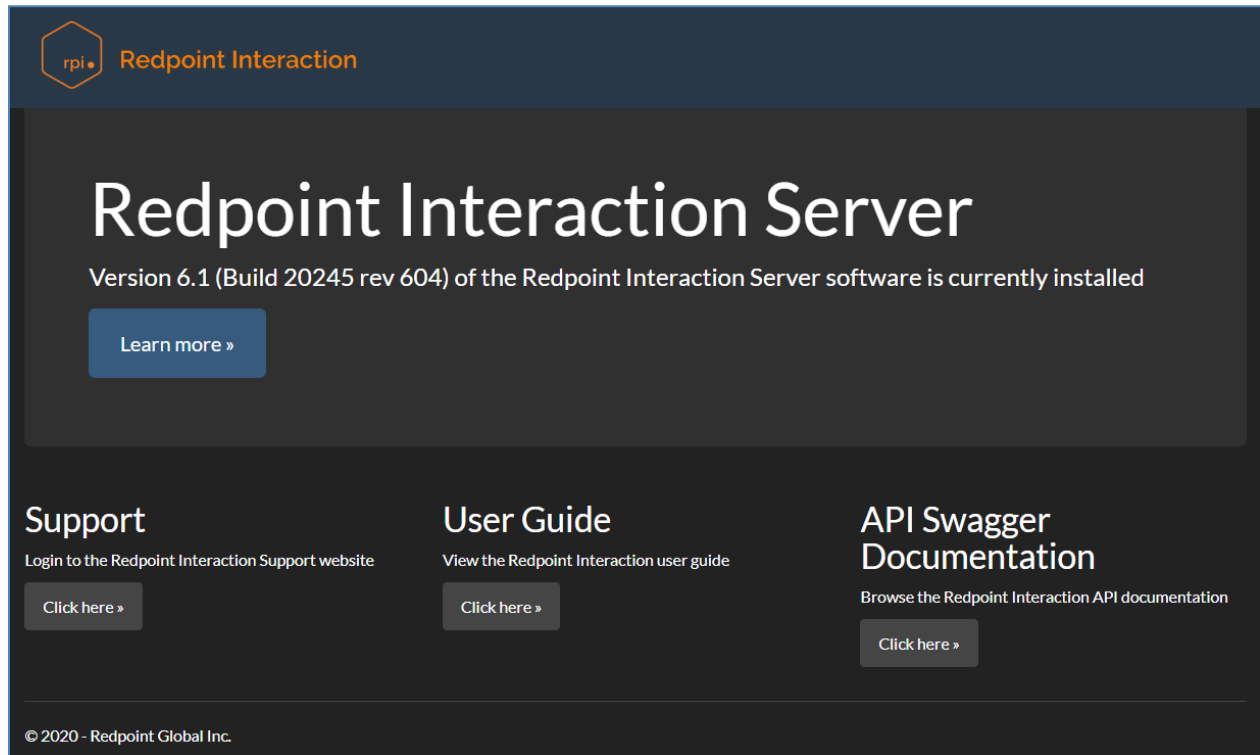 rpi
Redpoint Interaction
Redpoint Interaction Server
Version 6.1 (Build 20245 rev 604) of the Redpoint Interaction Server software is currently installed
Learn more »
Support
Login to the Redpoint Interaction Support website
Click here »
User Guide
View the Redpoint Interaction user guide
Click here »
API Swagger
Documentation
Browse the Redpoint Interaction API documentation
Click here »
© 2020 - Redpoint Global Inc.